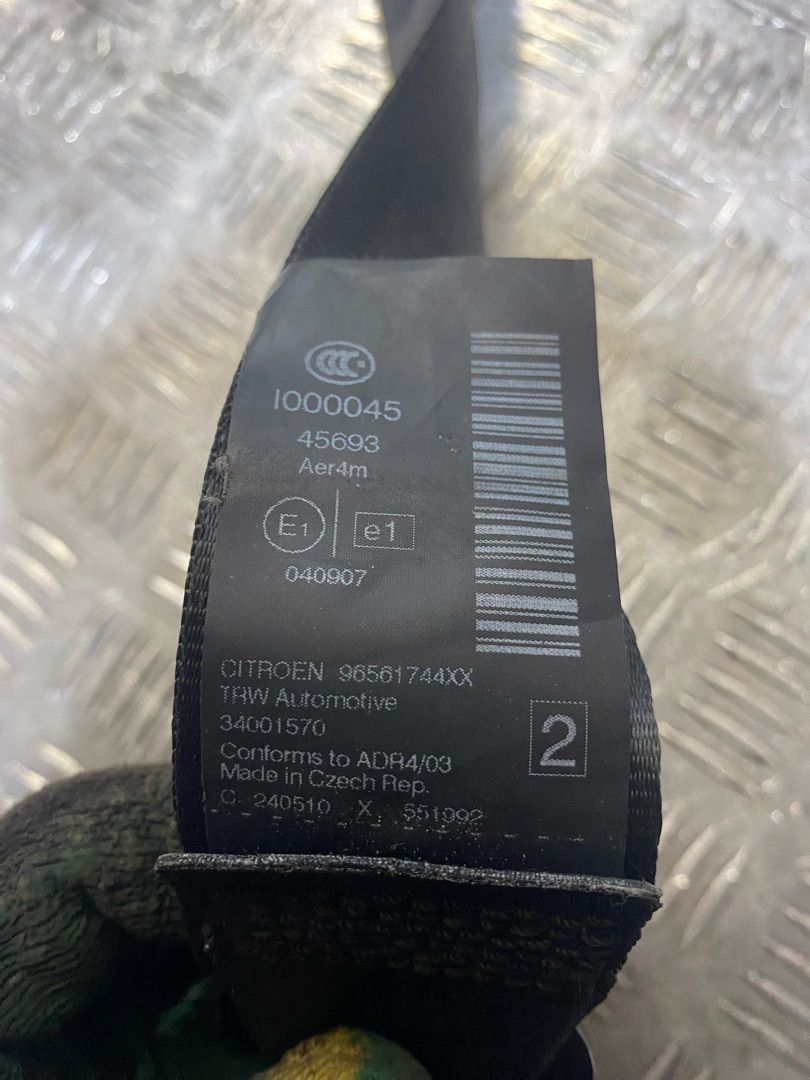 CCC
I000045
45693
Aer4m
E1 e1
040907
CITROEN 96561744XX
TRW Automotive
34001570
Conforms to ADR4/03
Made in Czech Rep.
C 240510 X 551992
2